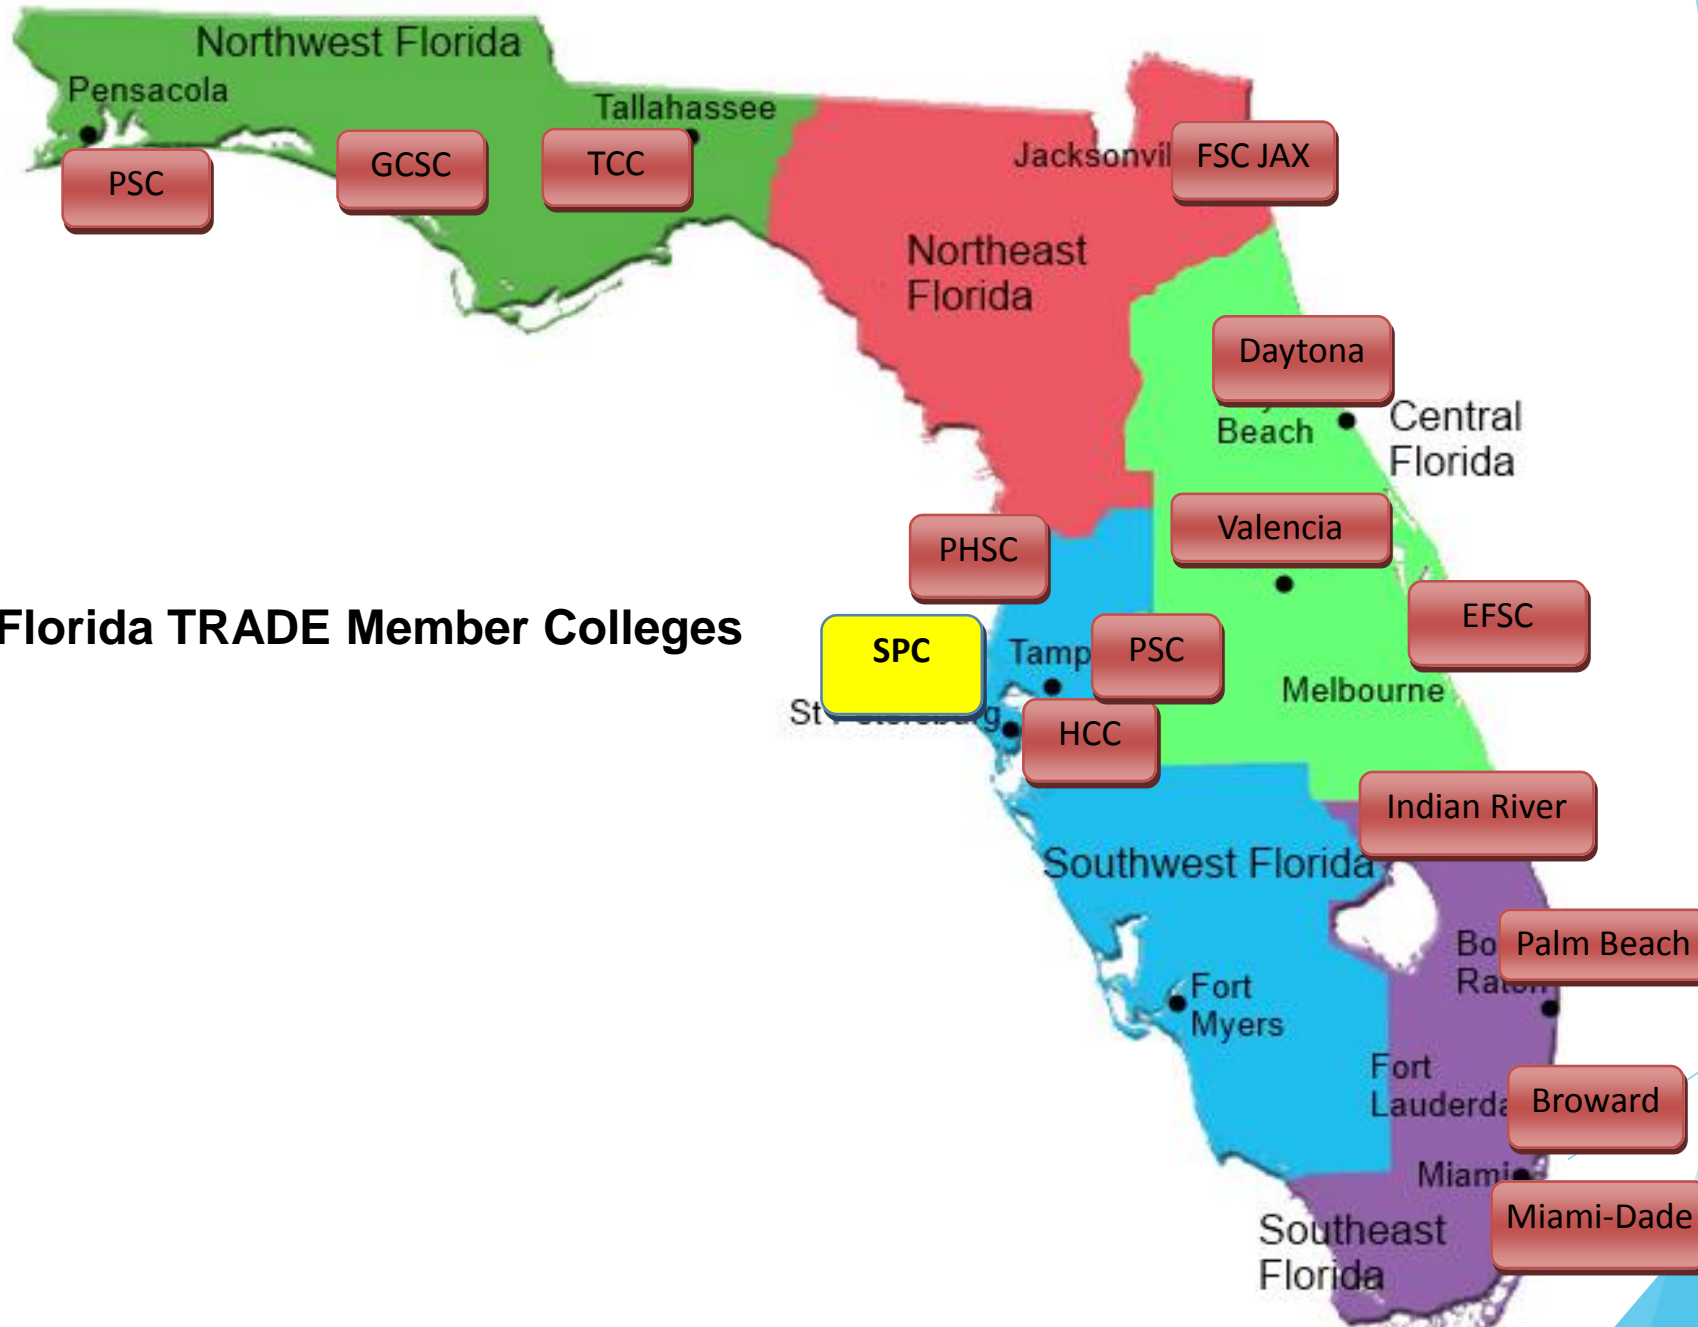 Northwest Florida
Pensacola
Tallahassee
PSC
GCSC
TCC
Jacksonvil
FSC JAX
Northeast
Florida
Daytona
Beach
Central
Florida
Valencia
PHSC
EFSC
Florida TRADE Member Colleges
SPC
Tamp
PSC
Melbourne
St
HCC
Indian River
Southwest Florida
Palm Beach
Fort
Myers
Fort
Lauderda
Broward
Miami
Miami-Dade
Southeast
Florida